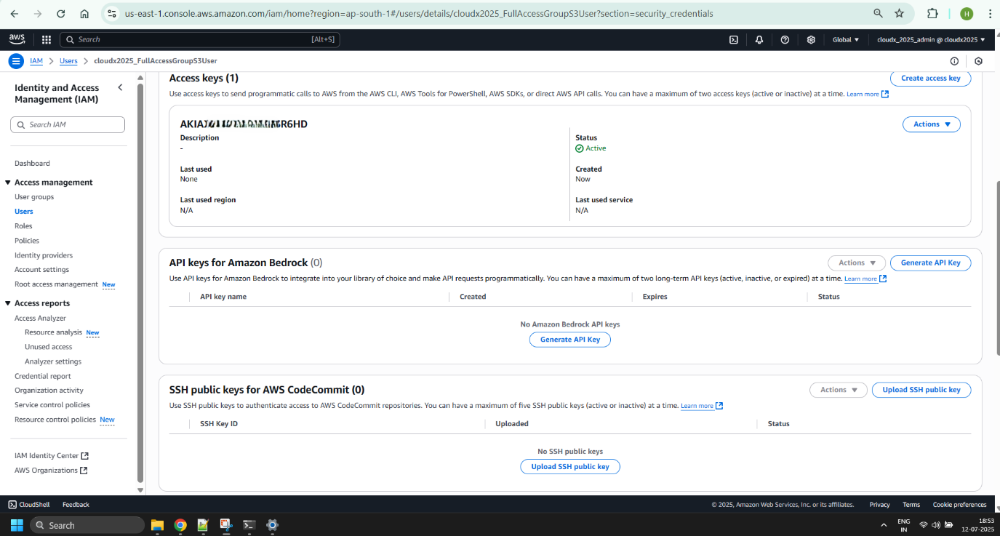 us-east-1.console.aws.amazon.com/iam/home?region=ap-south-1#/users/details/cloudx2025_FullAccessGroupS3User?section=security_credentials
H
aws
Search
[Alt+S]
Global
cloudx_2025_admin @ cloudx2025
IAM
Users
cloudx2025_FullAccessGroupS3User
Identity and Access
Management (IAM)
Search IAM
Dashboard
Access management
User groups
Users
Roles
Policies
Identity providers
Account settings
Root access management New
Access reports
Access Analyzer
Resource analysis New
Unused access
Analyzer settings
Credential report
Organization activity
Service control policies
Resource control policies New
IAM Identity Center
AWS Organizations
Access keys (1)
Create access key
Use access keys to send programmatic calls to AWS from the AWS CLI, AWS Tools for PowerShell, AWS SDKs, or direct AWS API calls. You can have a maximum of two access keys (active or inactive) at a time. Learn more
Actions
Description
-
Status
Active
Last used
None
Created
Now
Last used region
N/A
Last used service
N/A
API keys for Amazon Bedrock (0)
Actions
Generate API Key
Use API keys for Amazon Bedrock to integrate into your library of choice and make API requests programmatically. You can have a maximum of two long-term API keys (active, inactive, or expired) at a time. Learn more
API key name
Created
Expires
Status
No Amazon Bedrock API keys
Generate API Key
SSH public keys for AWS CodeCommit (0)
Actions
Upload SSH public key
Use SSH public keys to authenticate access to AWS CodeCommit repositories. You can have a maximum of five SSH public keys (active or inactive) at a time. Learn more
SSH Key ID
Uploaded
Status
No SSH public keys
Upload SSH public key
CloudShell
Feedback
© 2025, Amazon Web Services, Inc. or its affiliates.
Privacy
Terms
Cookie preferences
Search
ENG
IN
18:53
12-07-2025